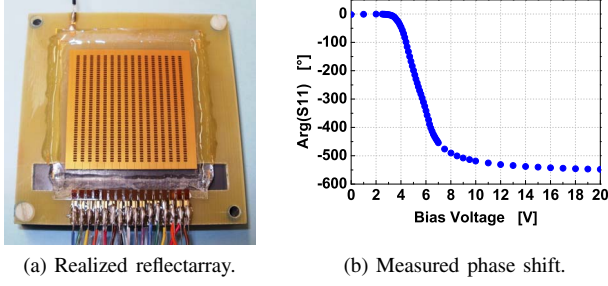 0
-100
-200
-300
-400
-500
-600
Arg(S11) [°]
0 2 4 6 8 10 12 14 16 18 20
Bias Voltage [V]
(a) Realized reflectarray.
(b) Measured phase shift.